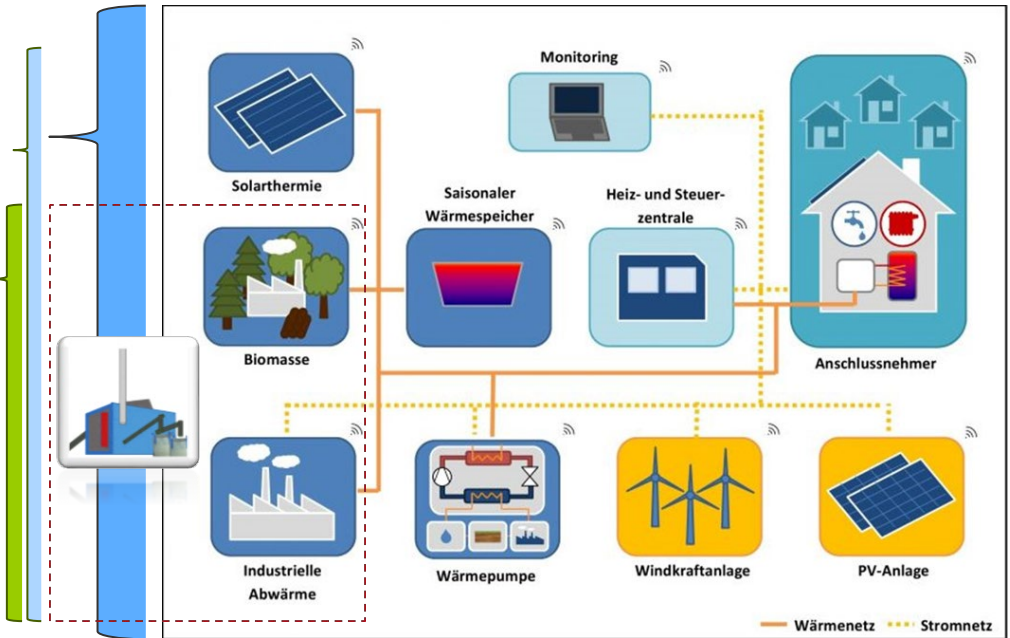 Monitoring
Solarthermie
Saisonaler
Wärmespeicher
Heiz- und Steuer-
zentrale
Biomasse
Anschlussnehmer
Industrielle
Abwärme
Wärmepumpe
Windkraftanlage
PV-Anlage
Wärmenetz
Stromnetz